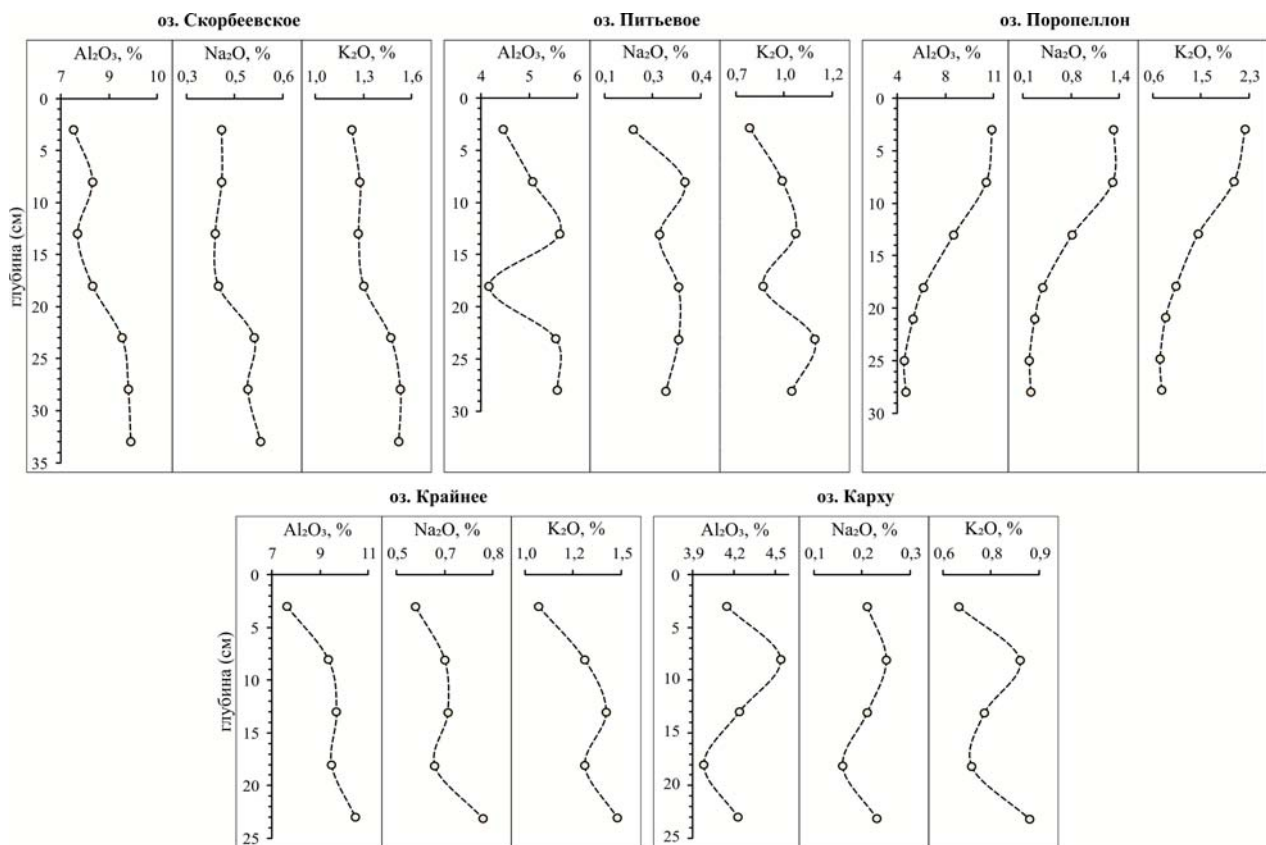 оз. Скорбеевское
Al₂O₃, % Na₂O, % K₂O, %
7 9 10 0,3 0,5 0,6 1,0 1,3 1,6
0
5
10
15
20
25
30
35
глубина (см)
оз. Питьевое
Al₂O₃, % Na₂O, % K₂O, %
4 5 6 0,1 0,3 0,4 0,7 1,0 1,2
0
5
10
15
20
25
30
35
оз. Поропеллон
Al₂O₃, % Na₂O, % K₂O, %
4 8 11 0,1 0,8 1,4 0,6 1,5 2,3
0
5
10
15
20
25
30
оз. Крайнее
Al₂O₃, % Na₂O, % K₂O, %
7 9 11 0,5 0,7 0,8 1,0 1,2 1,5
0
5
10
15
20
25
глубина (см)
оз. Карху
Al₂O₃, % Na₂O, % K₂O, %
3,9 4,2 4,5 0,1 0,2 0,3 0,6 0,8 0,9
0
5
10
15
20
25